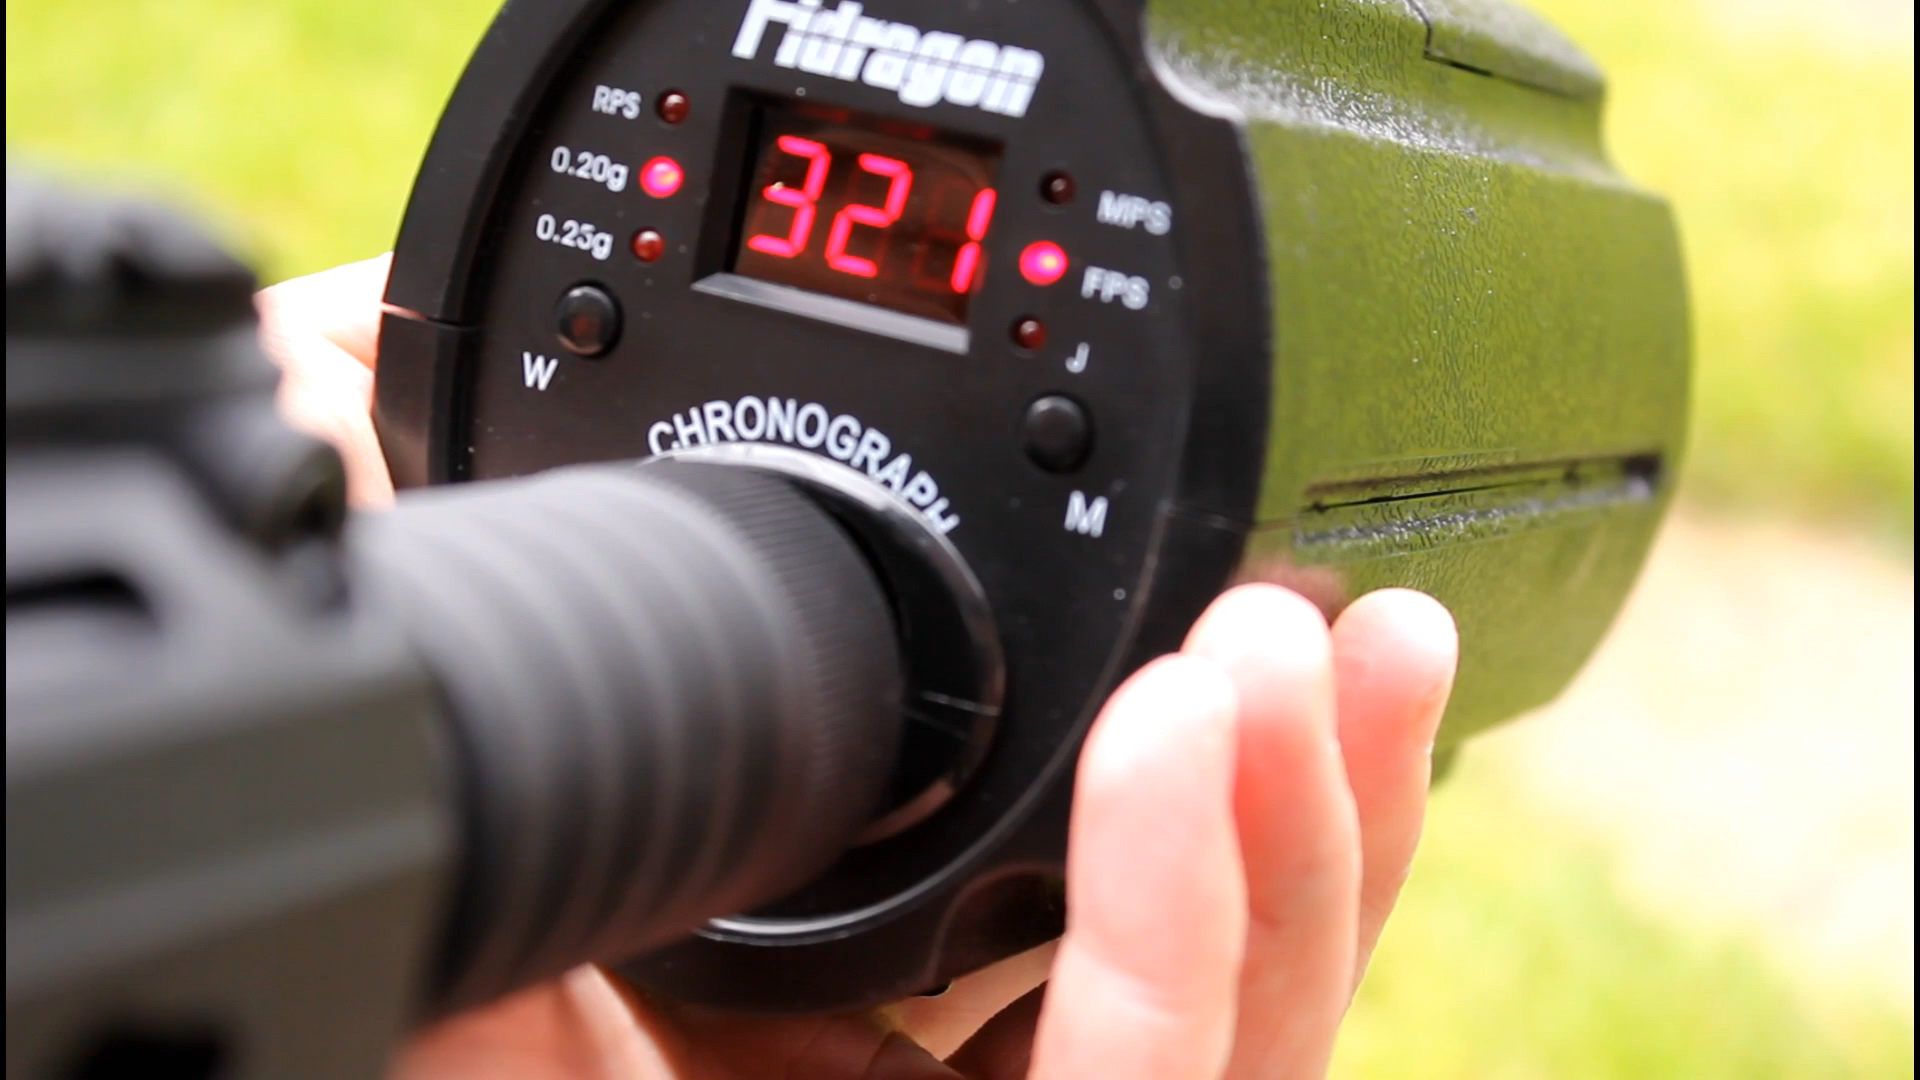 Fidragon
RPS
0.20g
0.25g
W
321
MPS
FPS
J
M
CHRONOGRAPH